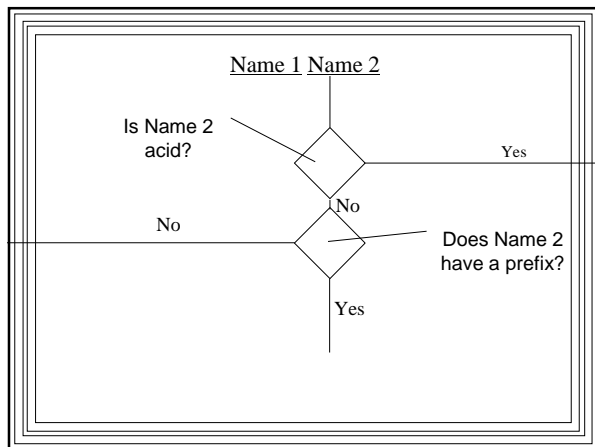 Name 1 Name 2
Is Name 2
acid?
Yes
No
No
Does Name 2
have a prefix?
Yes